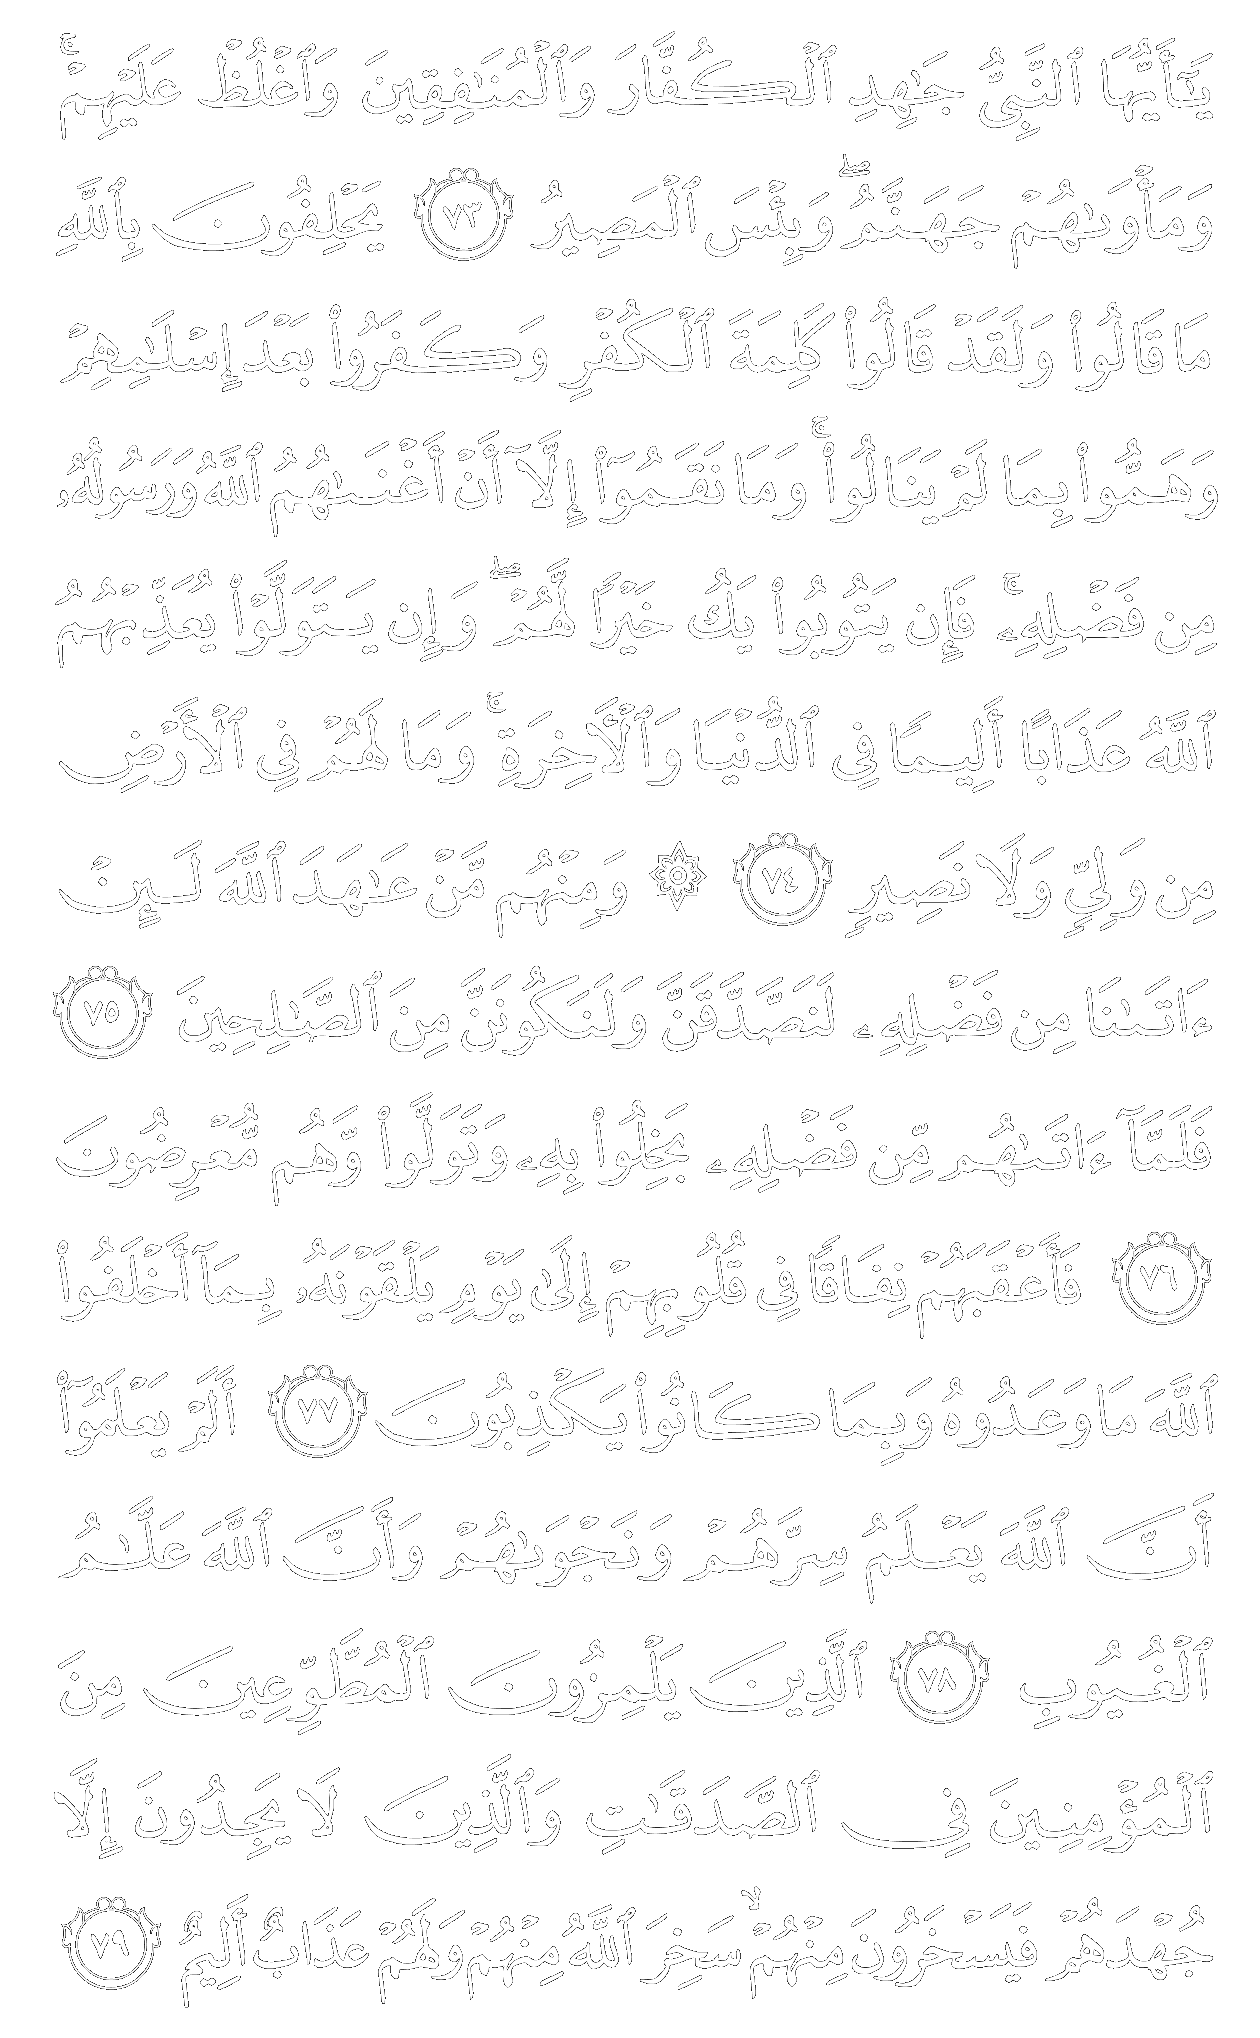 يَٰٓأَيُّهَا ٱلنَّبِىُّ جَٰهِدِ ٱلْكُفَّارَ وَٱلْمُنَٰفِقِينَ وَٱغْلُظْ عَلَيْهِمْ ۚ
وَمَأْوَىٰهُمْ جَهَنَّمُ ۖ وَبِئْسَ ٱلْمَصِيرُ ٧٣ يَحْلِفُونَ بِٱللَّهِ
مَا قَالُوا۟ وَلَقَدْ قَالُوا۟ كَلِمَةَ ٱلْكُفْرِ وَكَفَرُوا۟ بَعْدَ إِسْلَٰمِهِمْ
وَهَمُّوا۟ بِمَا لَمْ يَنَالُوا۟ ۚ وَمَا نَقَمُوٓا۟ إِلَّآ أَنْ أَغْنَىٰهُمُ ٱللَّهُ وَرَسُولُهُۥ
مِن فَضْلِهِۦ ۚ فَإِن يَتُوبُوا۟ يَكُ خَيْرًا لَّهُمْ ۖ وَإِن يَتَوَلَّوْا۟ يُعَذِّبْهُمُ
ٱللَّهُ عَذَابًا أَلِيمًا فِى ٱلدُّنْيَا وَٱلْءَاخِرَةِ ۚ وَمَا لَهُمْ فِى ٱلْأَرْضِ
مِن وَلِىٍّ وَلَا نَصِيرٍ ٧٤ ۞ وَمِنْهُم مَّنْ عَٰهَدَ ٱللَّهَ لَئِنْ
ءَاتَىٰنَا مِن فَضْلِهِۦ لَنَصَّدَّقَنَّ وَلَنَكُونَنَّ مِنَ ٱلصَّٰلِحِينَ ٧٥
فَلَمَّآ ءَاتَىٰهُم مِّن فَضْلِهِۦ بَخِلُوا۟ بِهِۦ وَتَوَلَّوا۟ وَّهُم مُّعْرِضُونَ
٧٦ فَأَعْقَبَهُمْ نِفَاقًا فِى قُلُوبِهِمْ إِلَىٰ يَوْمِ يَلْقَوْنَهُۥ بِمَآ أَخْلَفُوا۟
ٱللَّهَ مَا وَعَدُوهُ وَبِمَا كَانُوا۟ يَكْذِبُونَ ٧٧ أَلَمْ يَعْلَمُوٓا۟
أَنَّ ٱللَّهَ يَعْلَمُ سِرَّهُمْ وَنَجْوَىٰهُمْ وَأَنَّ ٱللَّهَ عَلَّٰمُ
ٱلْغُيُوبِ ٧٨ ٱلَّذِينَ يَلْمِزُونَ ٱلْمُطَّوِّعِينَ مِنَ
ٱلْمُؤْمِنِينَ فِى ٱلصَّدَقَٰتِ وَٱلَّذِينَ لَا يَجِدُونَ إِلَّا
جُهْدَهُمْ فَيَسْخَرُونَ مِنْهُمْ ۙ سَخِرَ ٱللَّهُ مِنْهُمْ وَلَهُمْ عَذَابٌ أَلِيمٌ ٧٩